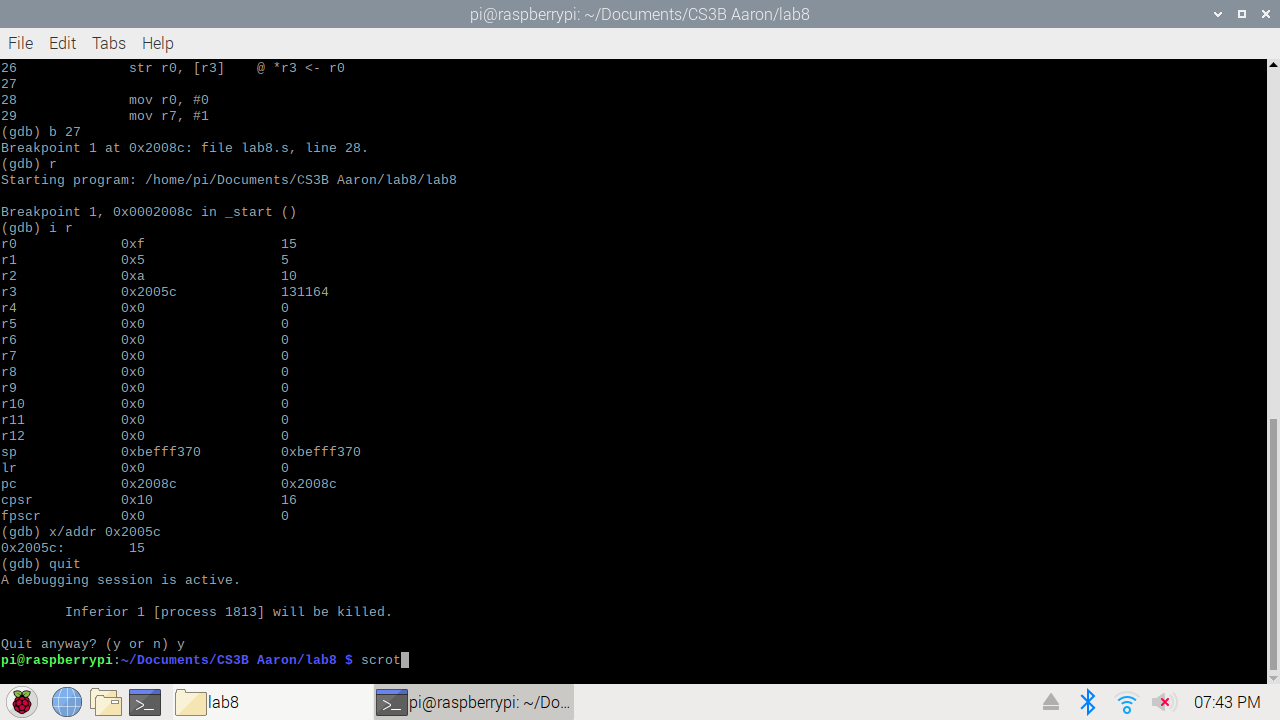 pi@raspberrypi: ~/Documents/CS3B Aaron/lab8
File Edit Tabs Help
26 str r0, [r3] @ *r3 <- r0
27
28 mov r0, #0
29 mov r7, #1
(gdb) b 27
Breakpoint 1 at 0x2008c: file lab8.s, line 28.
(gdb) r
Starting program: /home/pi/Documents/CS3B Aaron/lab8/lab8
Breakpoint 1, 0x0002008c in _start ()
(gdb) i r
r0 0xf 15
r1 0x5 5
r2 0xa 10
r3 0x2005c 131164
r4 0x0 0
r5 0x0 0
r6 0x0 0
r7 0x0 0
r8 0x0 0
r9 0x0 0
r10 0x0 0
r11 0x0 0
r12 0x0 0
sp 0xbefff370 0xbefff370
lr 0x0 0
pc 0x2008c 0x2008c
cpsr 0x10 16
fpscr 0x0 0
(gdb) x/addr 0x2005c
0x2005c: 15
(gdb) quit
A debugging session is active.
Inferior 1 [process 1813] will be killed.
Quit anyway? (y or n) y
pi@raspberrypi:~/Documents/CS3B Aaron/lab8 $ scrot
lab8
pi@raspberrypi: ~/Do...
07:43 PM